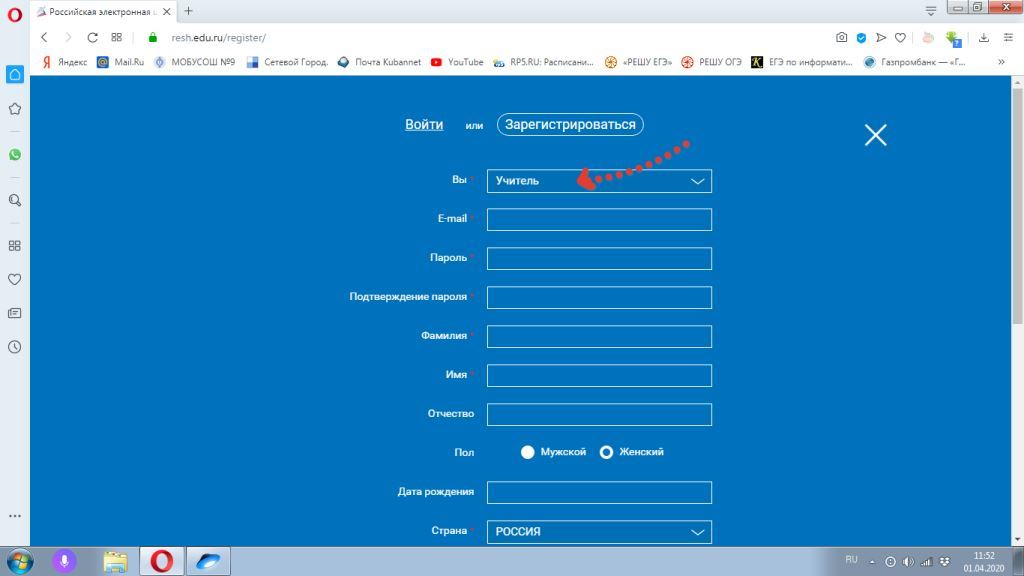 Российская электронная ш
resh.edu.ru/register/
Яндекс Mail.Ru МОБУСОШ №9 Сетевой Город. Почта Kubannet YouTube RP5.RU: Расписани... «РЕШУ ЕГЭ» РЕШУ ОГЭ ЕГЭ по информати... Газпромбанк — «Г... »
Войти или Зарегистрироваться
Вы * Учитель
E-mail *
Пароль *
Подтверждение пароля *
Фамилия *
Имя *
Отчество
Пол Мужской Женский
Дата рождения
Страна * РОССИЯ
RU 11:52
01.04.2020